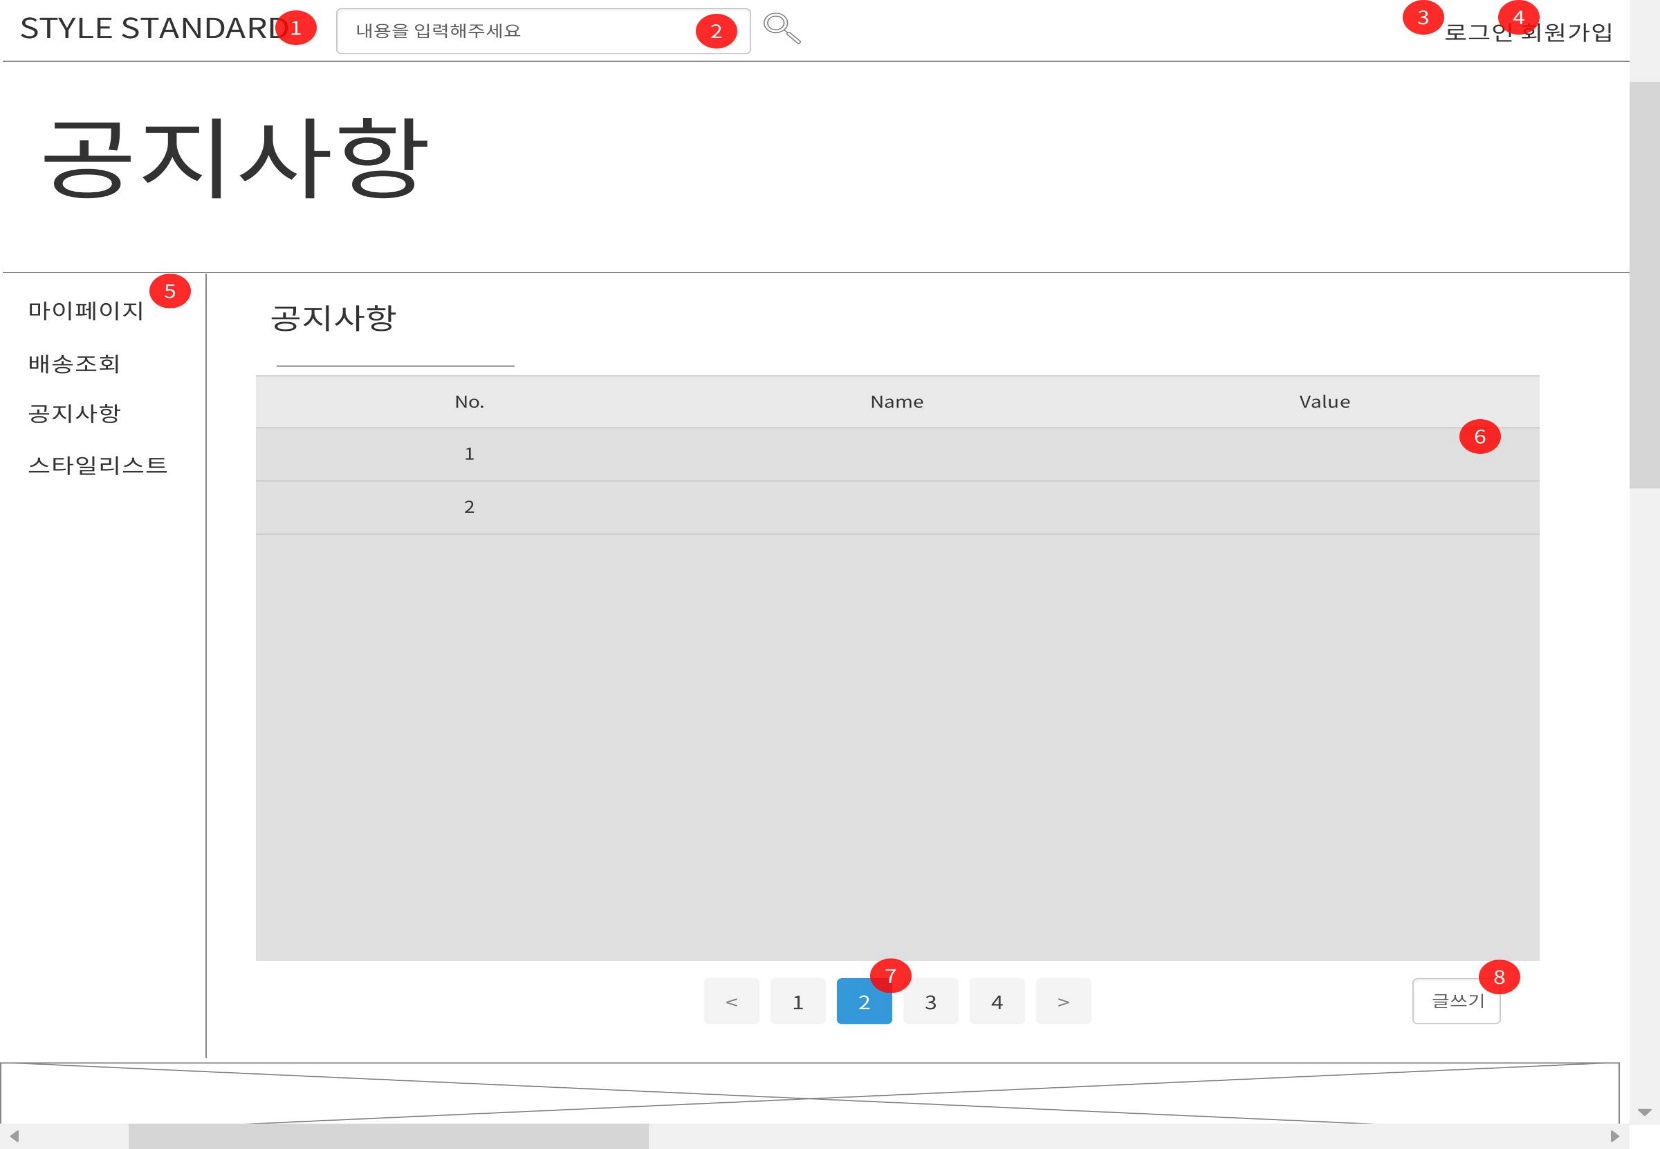 STYLE STANDARD 1 내용을 입력해주세요 2 3 로그인 4 회원가입
공지사항
마이페이지 5
배송조회
공지사항
스타일리스트
공지사항
No. Name Value
6
1
2
< 1 2 7 3 4 >
글쓰기 8